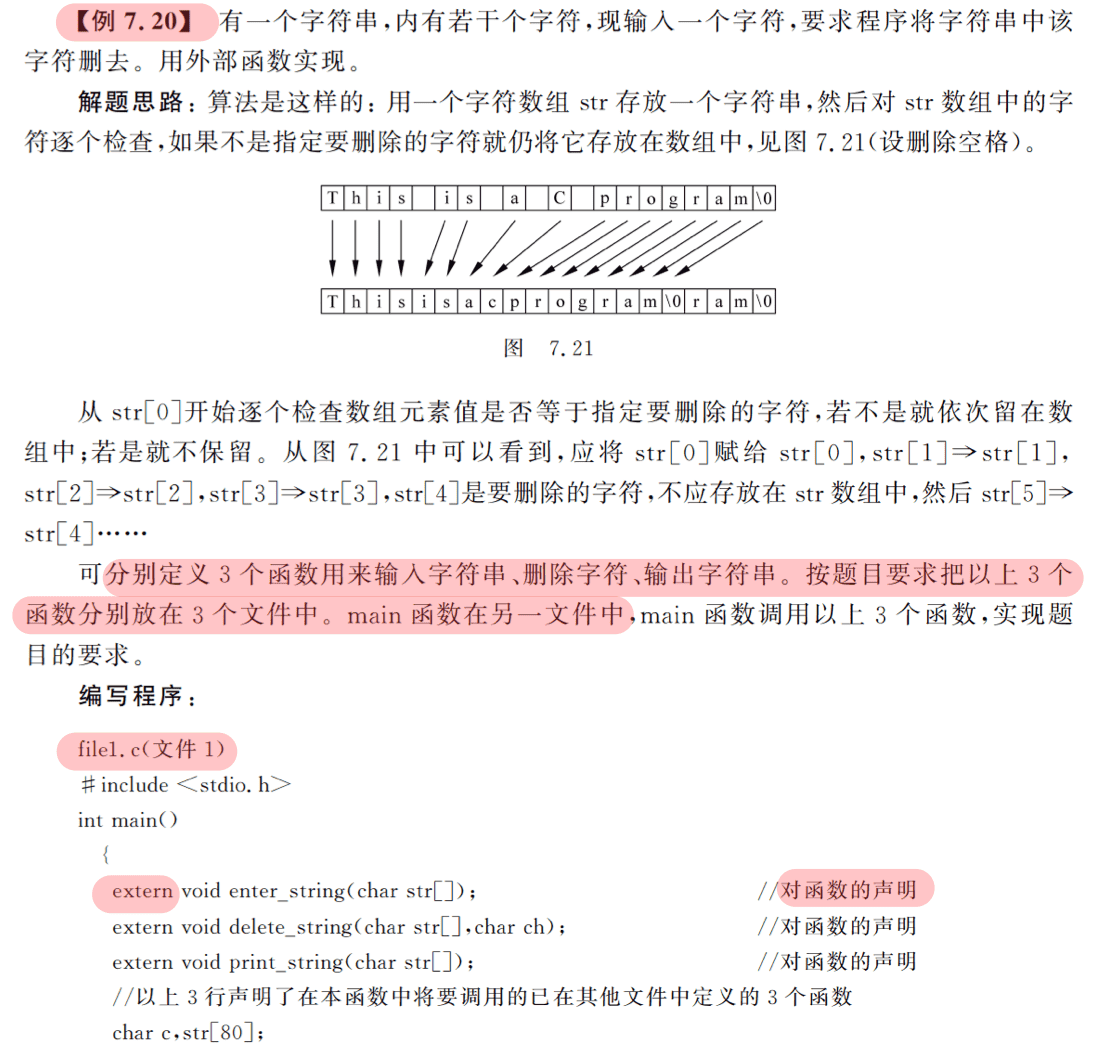 【例 7.20】 有一个字符串,内有若干个字符,现输入一个字符,要求程序将字符串中该
字符删去。用外部函数实现。
解题思路:算法是这样的:用一个字符数组 str 存放一个字符串,然后对 str 数组中的字
符逐个检查,如果不是指定要删除的字符就仍将它存放在数组中,见图 7.21(设删除空格)。
T h i s   i s   a   C   p r o g r a m \0
T h i s i s a c p r o g r a m \0 r a m \0
图 7.21
从 str[0]开始逐个检查数组元素值是否等于指定要删除的字符,若不是就依次留在数
组中;若是就不保留。从图 7.21 中可以看到,应将 str[0]赋给 str[0],str[1]⇒str[1],
str[2]⇒str[2],str[3]⇒str[3],str[4]是要删除的字符,不应存放在 str 数组中,然后 str[5]⇒
str[4]……
可分别定义 3 个函数用来输入字符串、删除字符、输出字符串。按题目要求把以上 3 个
函数分别放在 3 个文件中。main 函数在另一文件中,main 函数调用以上 3 个函数,实现题
目的要求。
编写程序:
file1.c(文件 1)
#include <stdio.h>
int main()
{
extern void enter_string(char str[]); //对函数的声明
extern void delete_string(char str[],char ch); //对函数的声明
extern void print_string(char str[]); //对函数的声明
//以上 3 行声明了在本函数中将要调用的已在其他文件中定义的 3 个函数
char c,str[80];